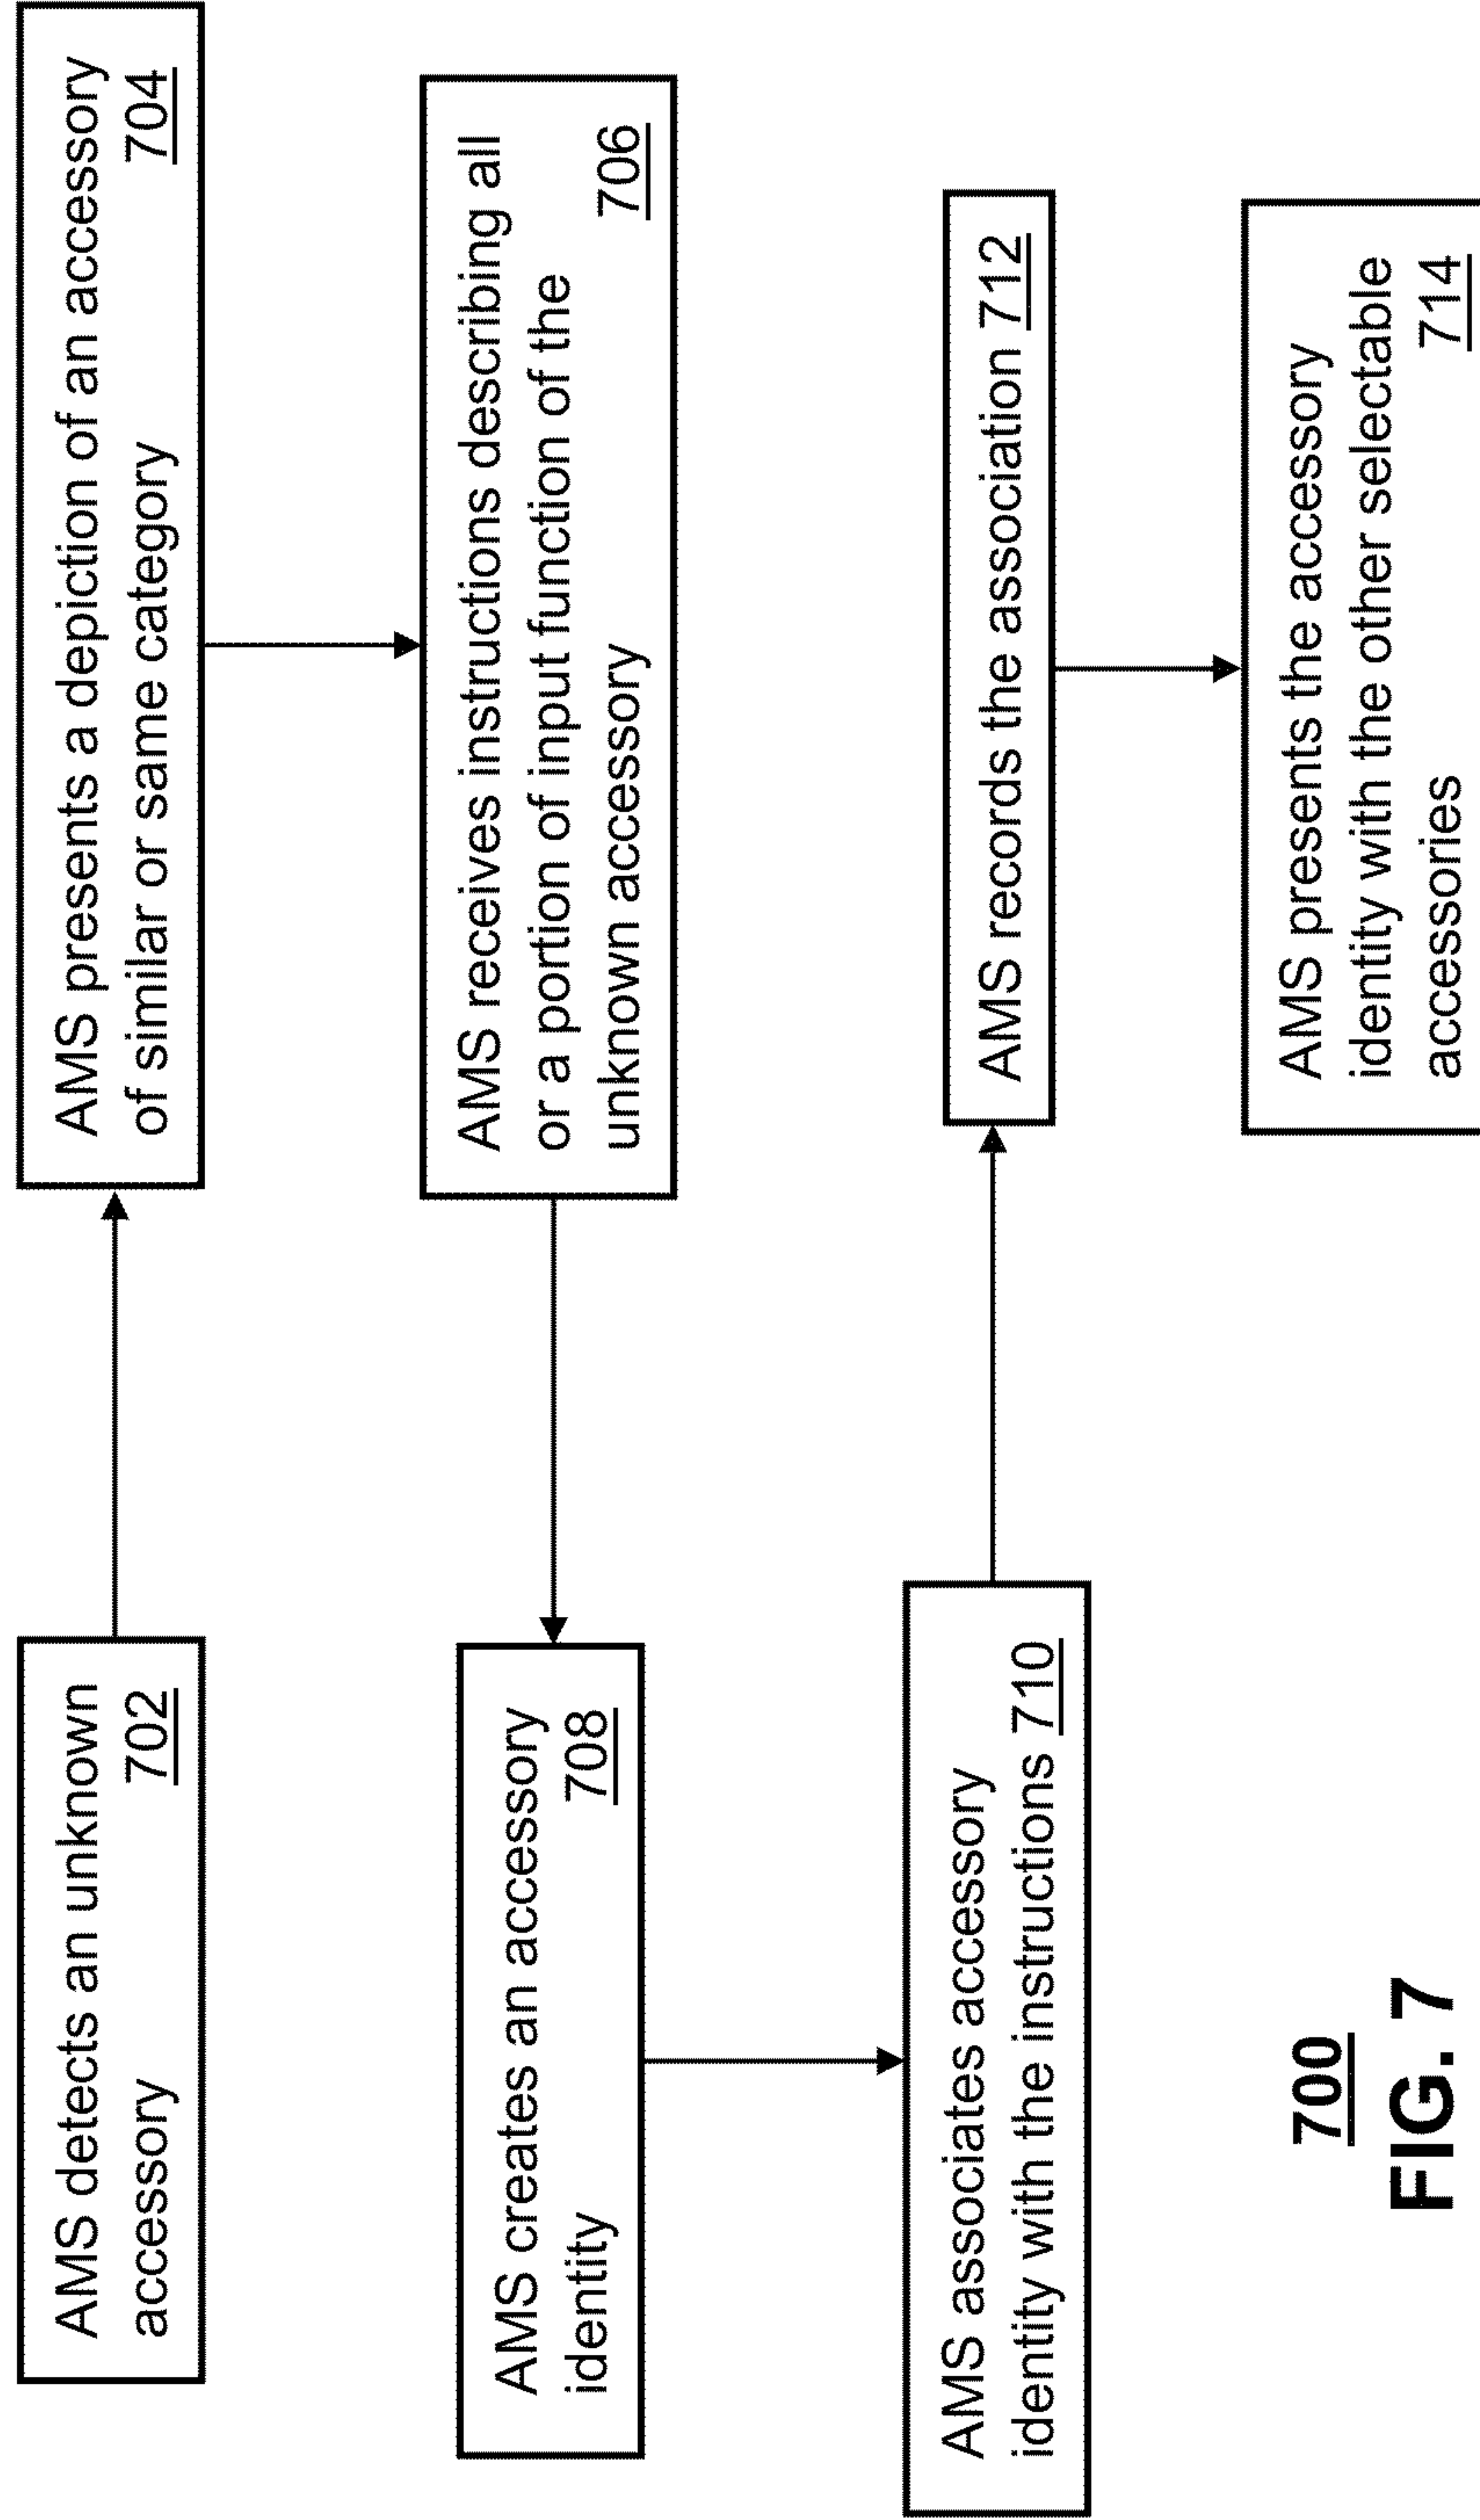 AMS detects an unknown
accessory 702
AMS presents a depiction of an accessory
of similar or same category 704
AMS receives instructions describing all
or a portion of input function of the
unknown accessory 706
AMS creates an accessory
identity 708
AMS associates accessory
identity with the instructions 710
AMS records the association 712
AMS presents the accessory
identity with the other selectable
accessories 714
700
FIG. 7